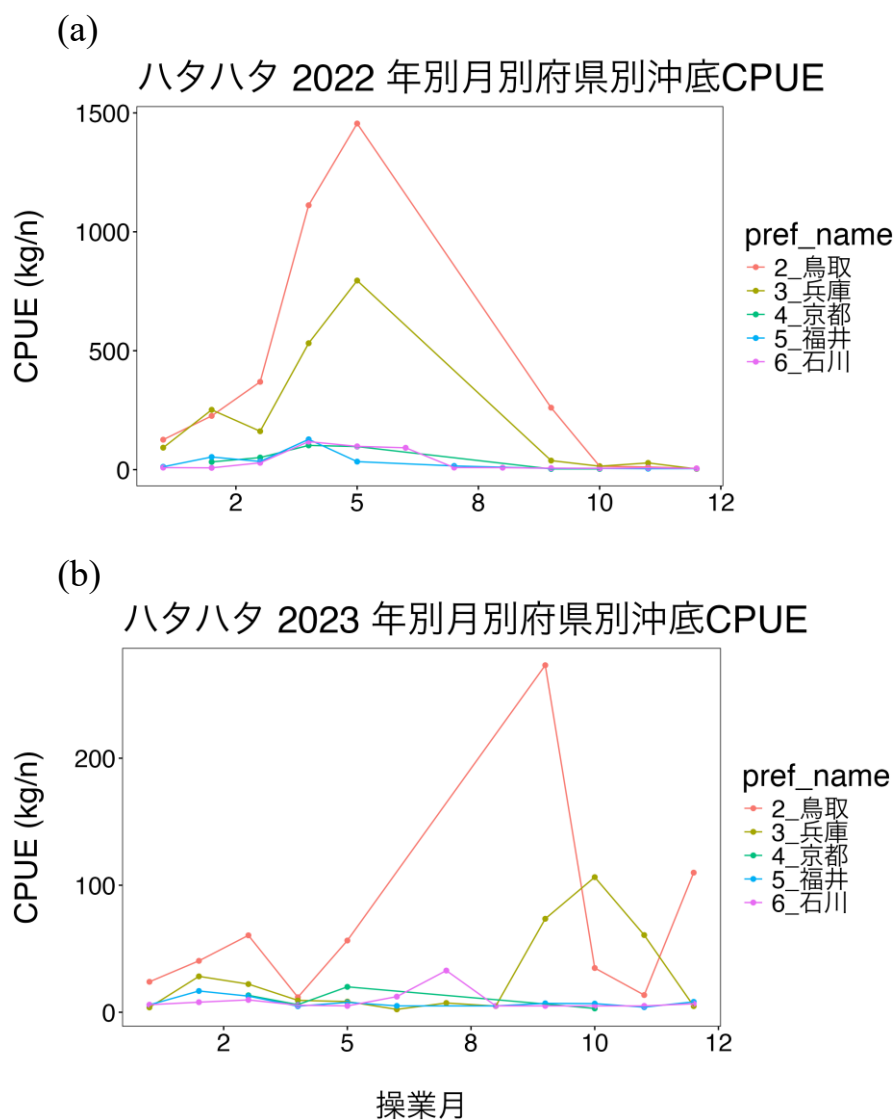 (a)
ハタハタ 2022 年別月別府県別沖底CPUE
1500
1000
500
0
CPUE (kg/n)
2 5 8 10 12
pref_name
2_鳥取
3_兵庫
4_京都
5_福井
6_石川
(b)
ハタハタ 2023 年別月別府県別沖底CPUE
200
100
0
CPUE (kg/n)
2 5 8 10 12
操業月
pref_name
2_鳥取
3_兵庫
4_京都
5_福井
6_石川